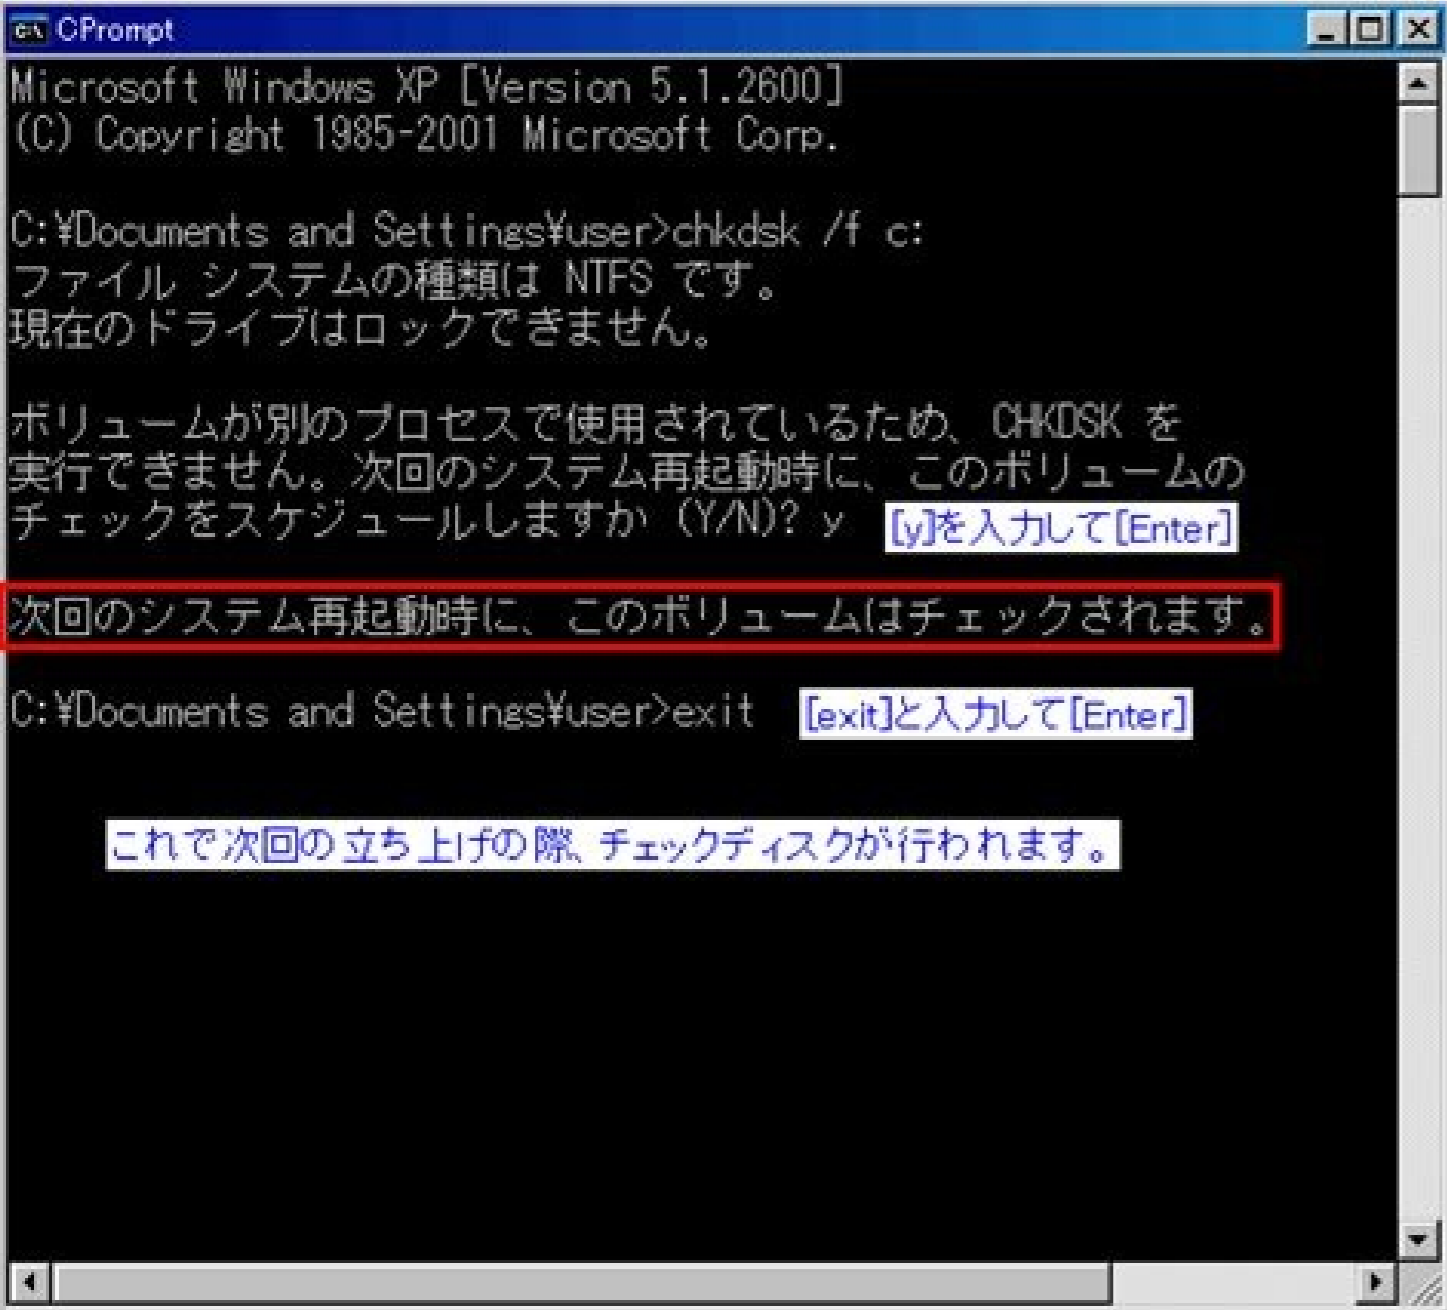 CPrompt
Microsoft Windows XP [Version 5.1.2600]
(C) Copyright 1985-2001 Microsoft Corp.
C:¥Documents and Settings¥user>chkdsk /f c:
ファイル システムの種類は NTFS です。
現在のドライブはロックできません。
ボリュームが別のプロセスで使用されているため、CHKDSK を
実行できません。次回のシステム再起動時に、このボリュームの
チェックをスケジュールしますか (Y/N)? y [y]を入力して[Enter]
次回のシステム再起動時に、このボリュームはチェックされます。
C:¥Documents and Settings¥user>exit [exit]と入力して[Enter]
これで次回の立ち上げの際、チェックディスクが行われます。